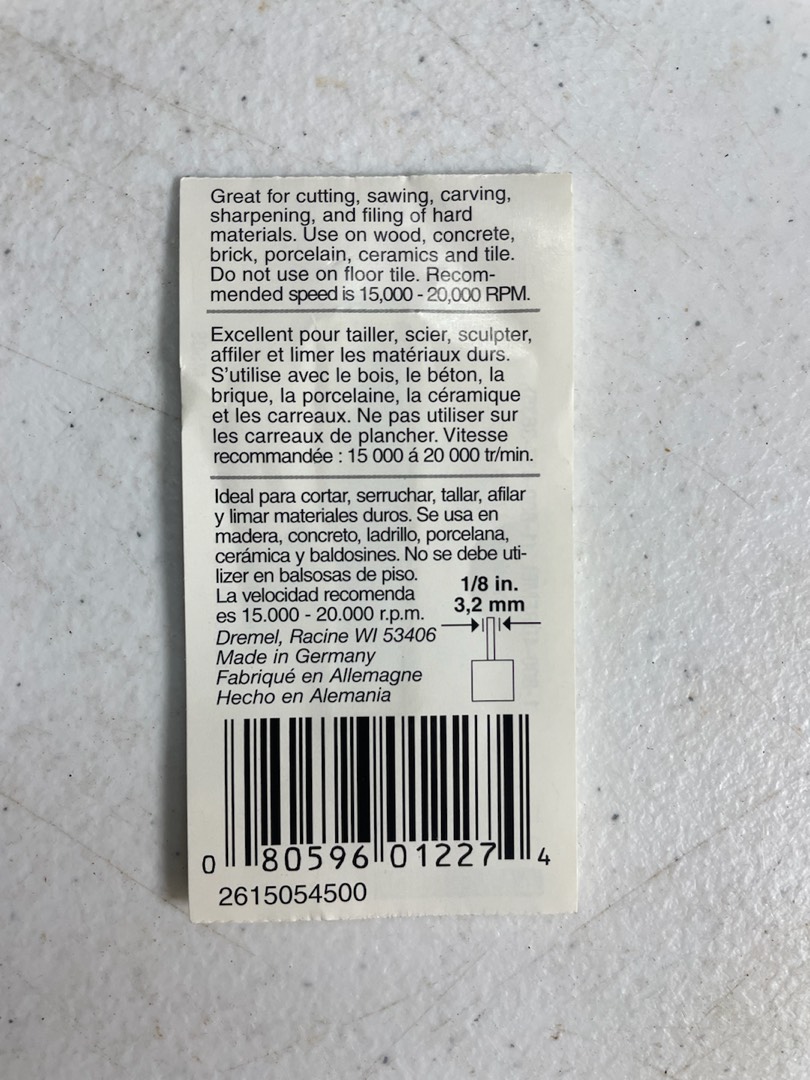 Great for cutting, sawing, carving,
sharpening, and filing of hard
materials. Use on wood, concrete,
brick, porcelain, ceramics and tile.
Do not use on floor tile. Recom-
mended speed is 15,000 - 20,000 RPM.
Excellent pour tailler, scier, sculpter,
affiler et limer les matériaux durs.
S'utilise avec le bois, le béton, la
brique, la porcelaine, la céramique
et les carreaux. Ne pas utiliser sur
les carreaux de plancher. Vitesse
recommandée : 15 000 á 20 000 tr/min.
Ideal para cortar, serruchar, tallar, afilar
y limar materiales duros. Se usa en
madera, concreto, ladrillo, porcelana,
cerámica y baldosines. No se debe uti-
lizer en balsosas de piso.
La velocidad recomenda
es 15.000 - 20.000 r.p.m.
1/8 in.
3,2 mm
Dremel, Racine WI 53406
Made in Germany
Fabriqué en Allemagne
Hecho en Alemania
0 80596 01227 4
2615054500